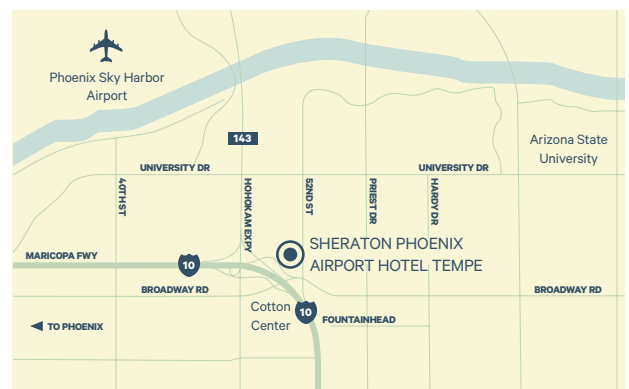 Phoenix Sky Harbor
Airport
143
Arizona State
University
UNIVERSITY DR
UNIVERSITY DR
40TH ST
HOHOKAM EXPY
52ND ST
PRIEST DR
HARDY DR
SHERATON PHOENIX
AIRPORT HOTEL TEMPE
MARICOPA FWY
10
BROADWAY RD
BROADWAY RD
Cotton
Center
10
FOUNTAINHEAD
TO PHOENIX